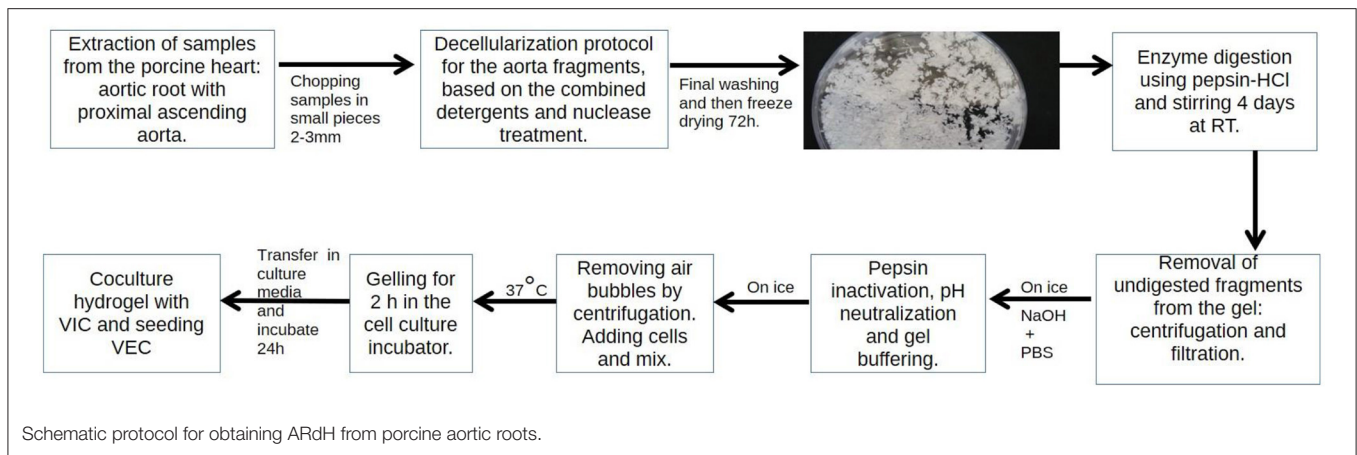 Extraction of samples
from the porcine heart:
aortic root with
proximal ascending
aorta.
Chopping
samples in
small pieces
2-3mm
Decellularization protocol
for the aorta fragments,
based on the combined
detergents and nuclease
treatment.
Final washing
and then freeze
drying 72h.
Enzyme digestion
using pepsin-HCl
and stirring 4 days
at RT.
Removal of
undigested fragments
from the gel:
centrifugation and
filtration.
On ice
NaOH
+
PBS
Pepsin
inactivation, pH
neutralization
and gel
buffering.
On ice
Removing air
bubbles by
centrifugation.
Adding cells
and mix.
37°C
Gelling for
2 h in the
cell culture
incubator.
Transfer in
culture
media
and
incubate
24h
Coculture
hydrogel with
VIC and seeding
VEC
Schematic protocol for obtaining ARdH from porcine aortic roots.